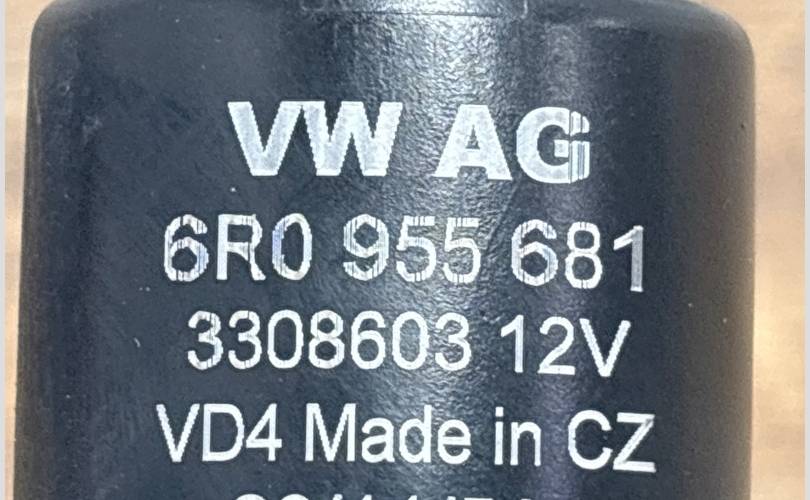 VW AG
6R0 955 681
3308603 12V
VD4 Made in CZ